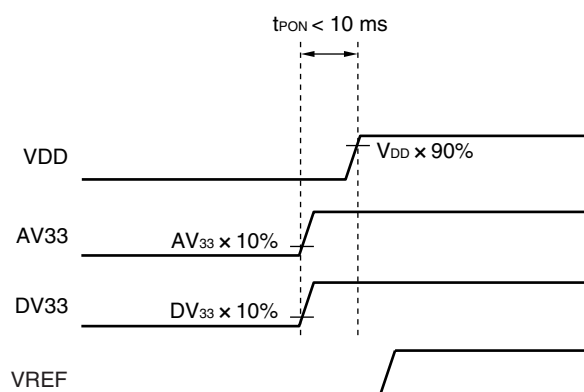 tPON < 10 ms
VDD
VDD × 90%
AV33
AV33 × 10%
DV33
DV33 × 10%
VREF